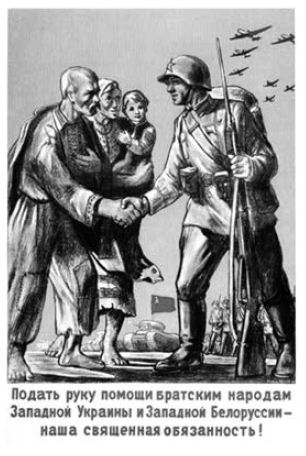 Подать руку помощи братским народам
Западной Украины и Западной Белоруссии–
наша священная обязанность!